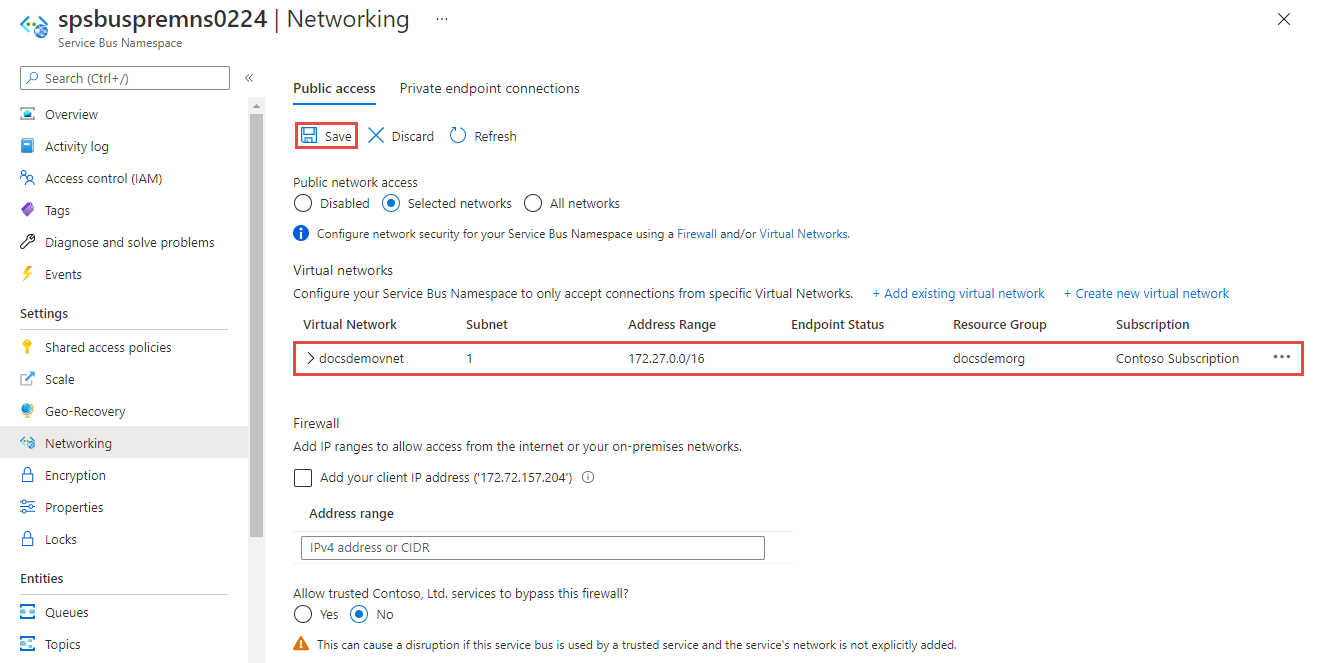 spsbuspremns0224 | Networking ...
Service Bus Namespace
Search (Ctrl+/)
Overview
Activity log
Access control (IAM)
Tags
Diagnose and solve problems
Events
Settings
Shared access policies
Scale
Geo-Recovery
Networking
Encryption
Properties
Locks
Entities
Queues
Topics
Public access Private endpoint connections
Save Discard Refresh
Public network access
Disabled Selected networks All networks
Configure network security for your Service Bus Namespace using a Firewall and/or Virtual Networks.
Virtual networks
Configure your Service Bus Namespace to only accept connections from specific Virtual Networks. + Add existing virtual network + Create new virtual network
Virtual Network Subnet Address Range Endpoint Status Resource Group Subscription
docsdemovnet 1 172.27.0.0/16 docsdemorg Contoso Subscription ...
Firewall
Add IP ranges to allow access from the internet or your on-premises networks.
Add your client IP address ('172.72.157.204')
Address range
IPv4 address or CIDR
Allow trusted Contoso, Ltd. services to bypass this firewall?
Yes No
This can cause a disruption if this service bus is used by a trusted service and the service's network is not explicitly added.